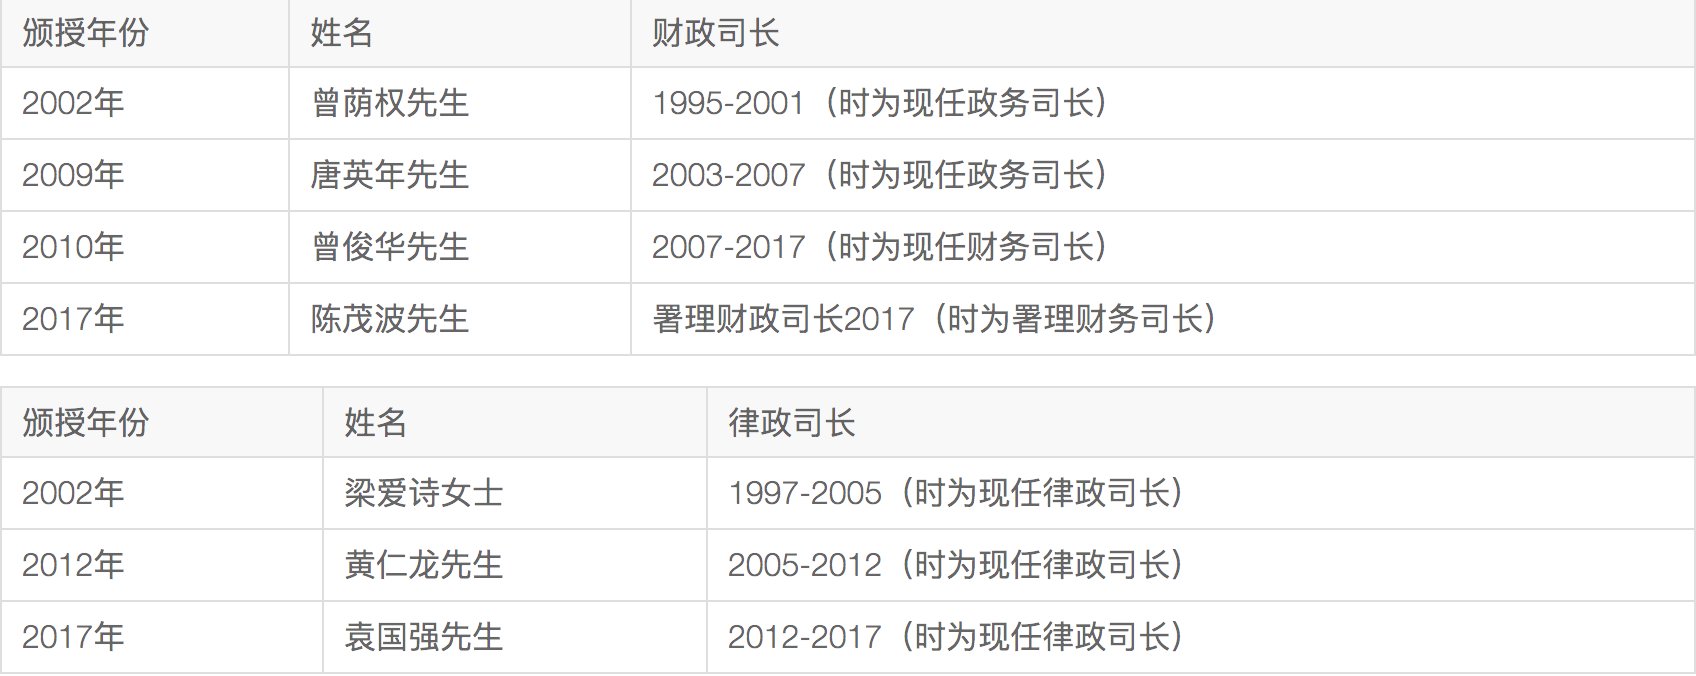 颁授年份 姓名 财政司长
2002年 曾荫权先生 1995-2001（时为现任政务司长）
2009年 唐英年先生 2003-2007（时为现任政务司长）
2010年 曾俊华先生 2007-2017（时为现任财务司长）
2017年 陈茂波先生 署理财政司长2017（时为署理财务司长）
颁授年份 姓名 律政司长
2002年 梁爱诗女士 1997-2005（时为现任律政司长）
2012年 黄仁龙先生 2005-2012（时为现任律政司长）
2017年 袁国强先生 2012-2017（时为现任律政司长）